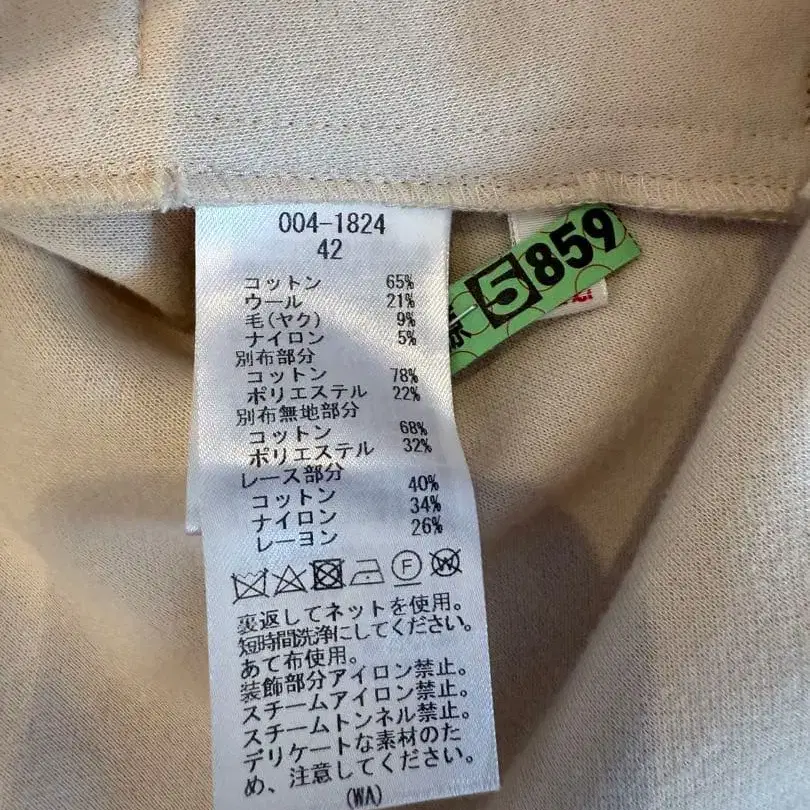 004-1824
42
コットン 65%
ウール 21%
毛(ヤク) 9%
ナイロン 5%
別布部分
コットン 78%
ポリエステル 22%
別布無地部分
コットン 68%
ポリエステル 32%
レース部分
コットン 40%
ナイロン 34%
レーヨン 26%
F W
裏返してネットを使用。
短時間洗浄にしてください。
あて布使用。
装飾部分アイロン禁止。
スチームアイロン禁止。
スチームトンネル禁止。
デリケートな素材のた
め、注意してください。
(WA)
5859